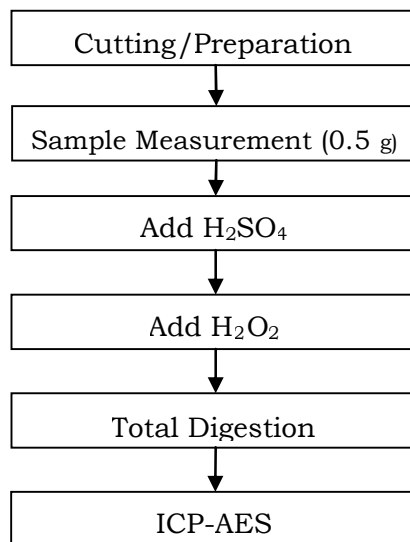 Cutting/Preparation
Sample Measurement (0.5 g)
Add H₂SO₄
Add H₂O₂
Total Digestion
ICP-AES